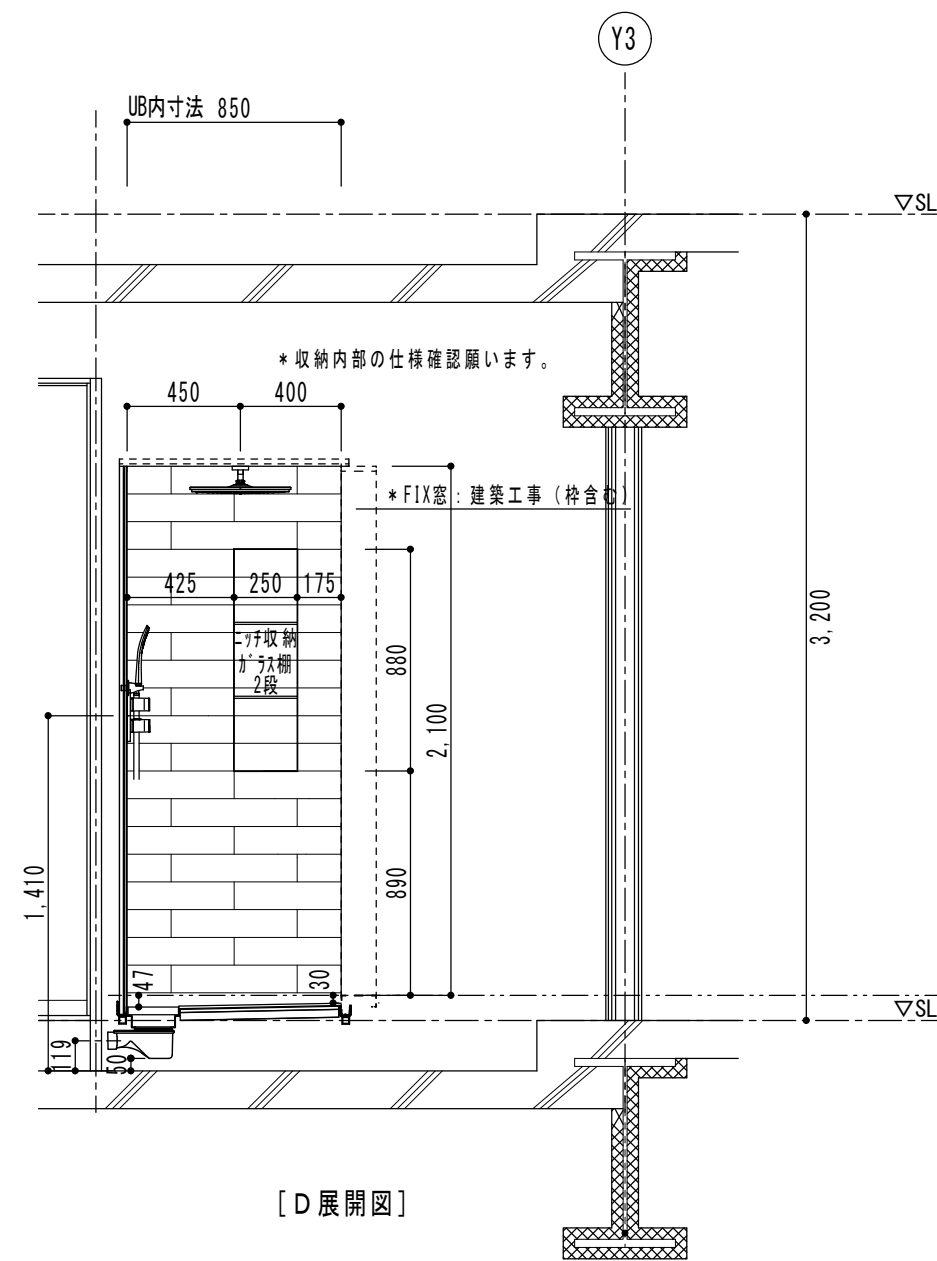 Y3
UB内寸法 850
▽SL
*収納内部の仕様確認願います。
450
400
*FIX窓：建築工事（枠含む）
425
250
175
3,200
ニッチ収納
ガラス棚
2段
880
2,100
1,410
890
47
30
▽SL
119
50
[D展開図]